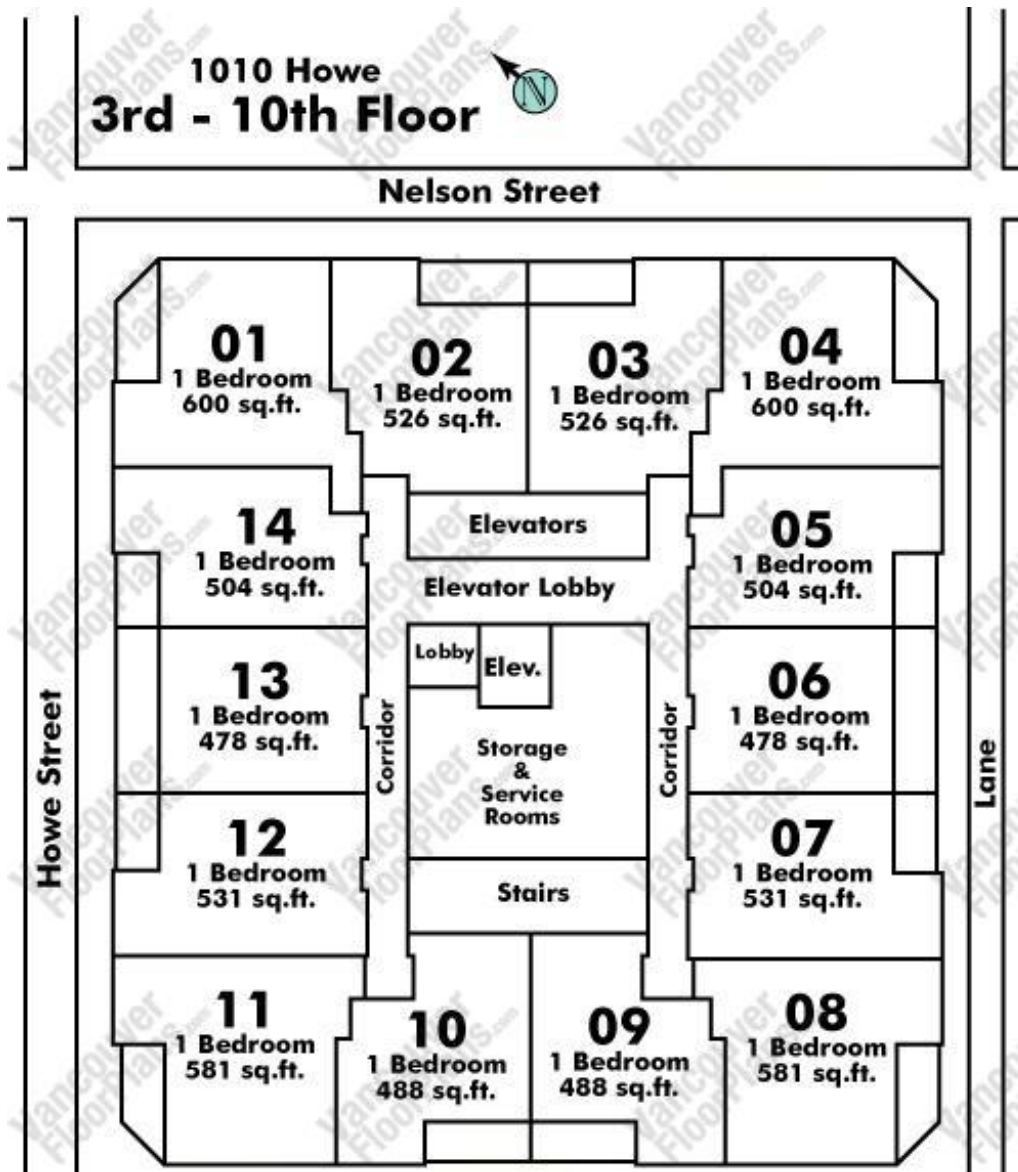 1010 Howe
N
3rd - 10th Floor
Nelson Street
01
1 Bedroom
600 sq.ft.
02
1 Bedroom
526 sq.ft.
03
1 Bedroom
526 sq.ft.
04
1 Bedroom
600 sq.ft.
14
1 Bedroom
504 sq.ft.
Elevators
Elevator Lobby
05
1 Bedroom
504 sq.ft.
13
1 Bedroom
478 sq.ft.
Lobby
Elev.
06
1 Bedroom
478 sq.ft.
Howe Street
Corridor
Storage
&
Service
Rooms
Corridor
Lane
12
1 Bedroom
531 sq.ft.
Stairs
07
1 Bedroom
531 sq.ft.
11
1 Bedroom
581 sq.ft.
10
1 Bedroom
488 sq.ft.
09
1 Bedroom
488 sq.ft.
08
1 Bedroom
581 sq.ft.
Vancouver
FloorPlans.com